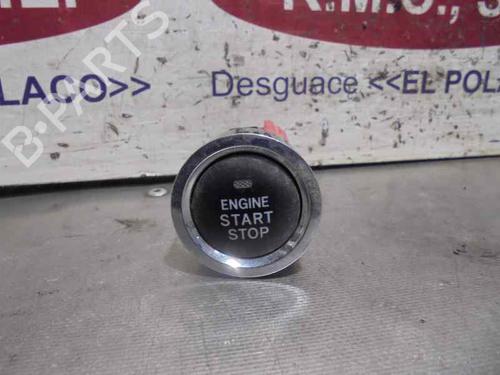 R.M.C., S
LACO>>
Desguace <<EL POL
B-PARTS
ENGINE
START
STOP